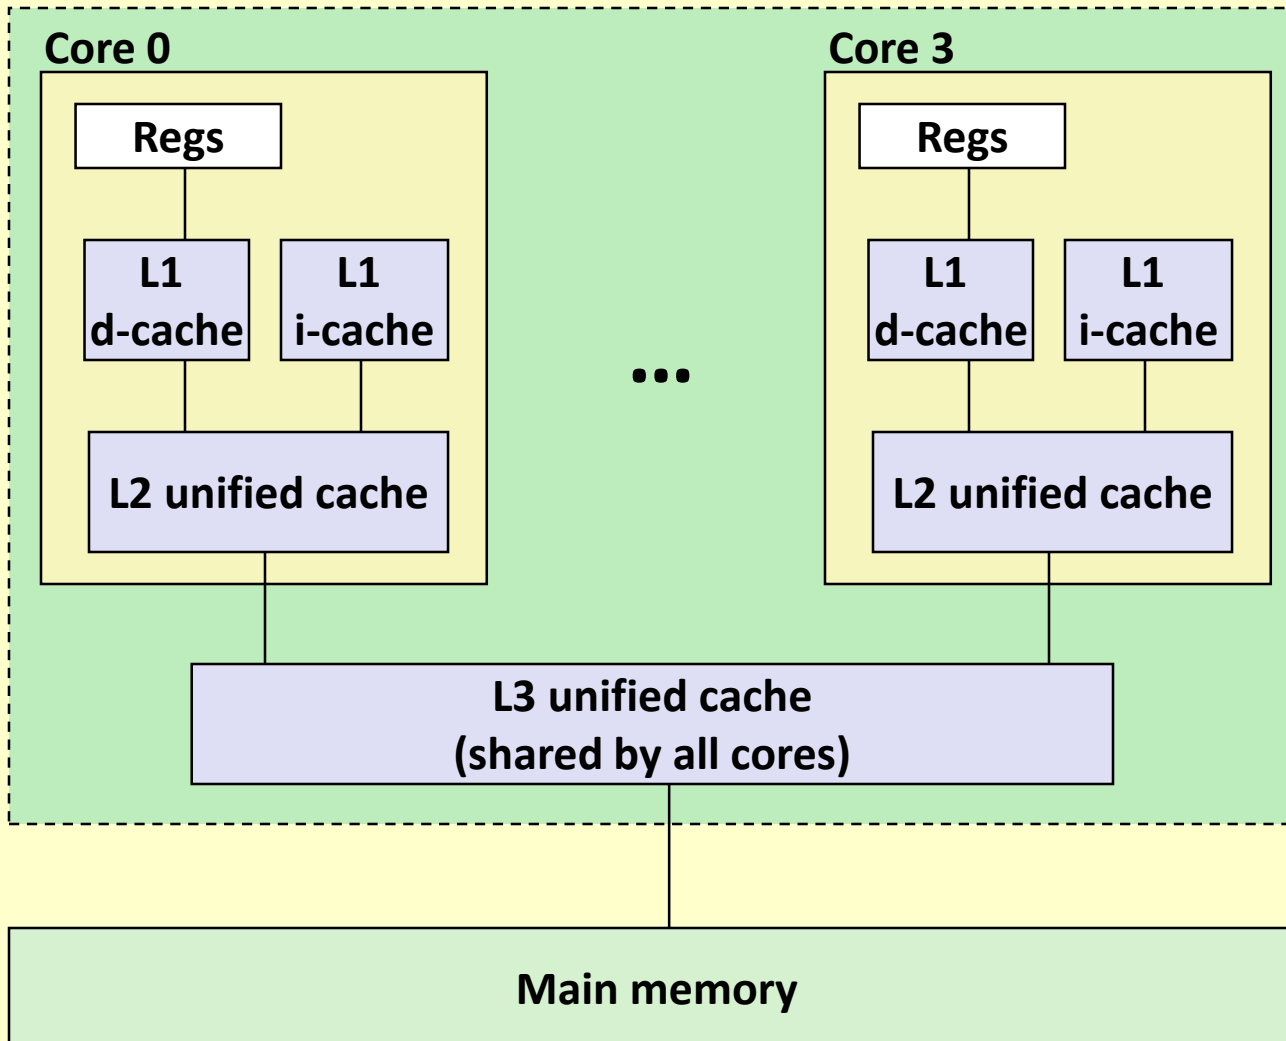 Core 0
Regs
L1
d-cache
L1
i-cache
L2 unified cache
...
Core 3
Regs
L1
d-cache
L1
i-cache
L2 unified cache
L3 unified cache
(shared by all cores)
Main memory